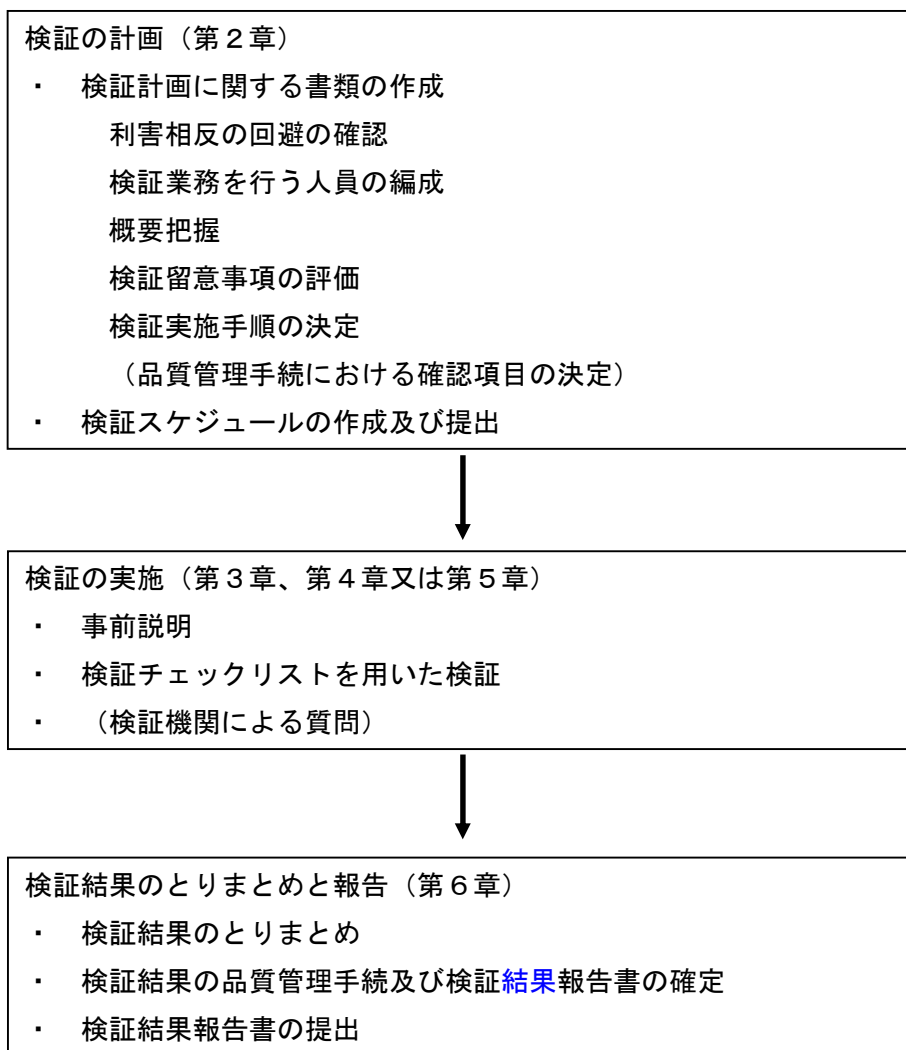 検証の計画（第２章）
・　検証計画に関する書類の作成
利害相反の回避の確認
検証業務を行う人員の編成
概要把握
検証留意事項の評価
検証実施手順の決定
（品質管理手続における確認項目の決定）
・　検証スケジュールの作成及び提出
検証の実施（第３章、第４章又は第５章）
・　事前説明
・　検証チェックリストを用いた検証
・　（検証機関による質問）
検証結果のとりまとめと報告（第６章）
・　検証結果のとりまとめ
・　検証結果の品質管理手続及び検証結果報告書の確定
・　検証結果報告書の提出